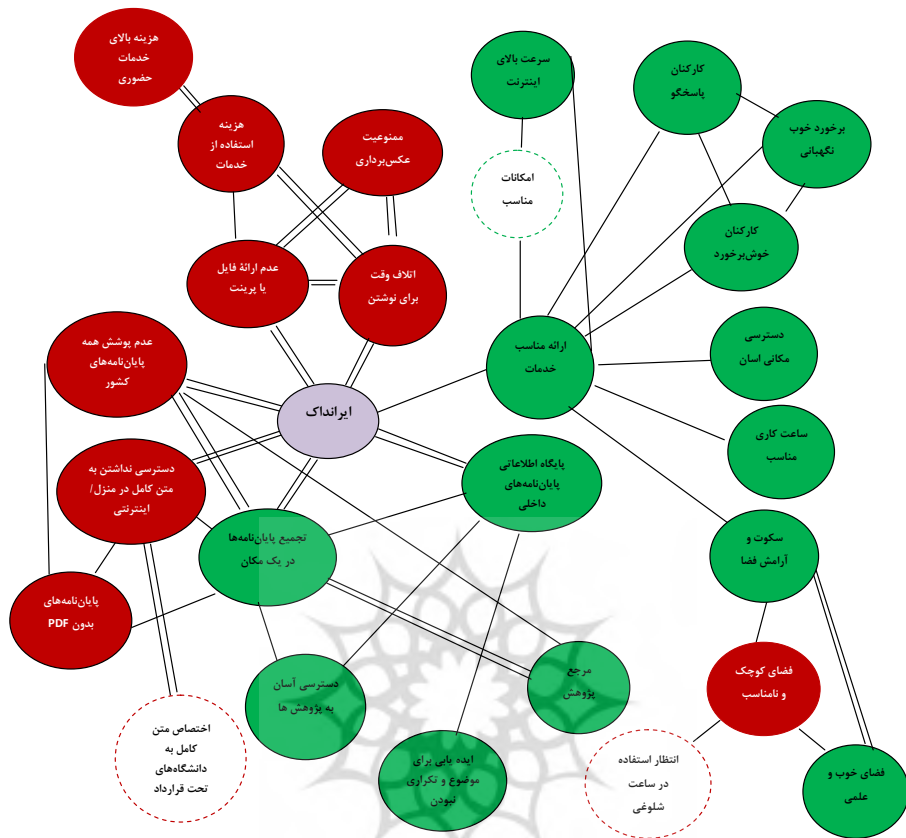 هزینه بالای
خدمات
حضوری
سرعت بالای
اینترنت
کارکنان
پاسخگو
هزینه
استفاده از
خدمات
ممنوعیت
عکس‌برداری
برخورد خوب
نگهبانی
امکانات
مناسب
کارکنان
خوش‌برخورد
عدم ارائۀ فایل
یا پرینت
اتلاف وقت
برای نوشتن
عدم پوشش همه
پایان‌نامه‌های
کشور
ارائه مناسب
خدمات
دسترسی
مکانی اسان
ایرانداک
ساعت کاری
مناسب
دسترسی نداشتن به
متن کامل در منزل/
اینترنتی
پایگاه اطلاعاتی
پایان‌نامه‌های
داخلی
تجمیع پایان‌نامه‌ها
در یک مکان
سکوت و
آرامش فضا
پایان‌نامه‌های
بدون PDF
دسترسی آسان
به پژوهش ها
مرجع
پژوهش
فضای کوچک
و نامناسب
اختصاص متن
کامل به
دانشگاه‌های
تحت قرارداد
ایده یابی برای
موضوع و تکراری
نبودن
انتظار استفاده
در ساعت
شلوغی
فضای خوب و
علمی